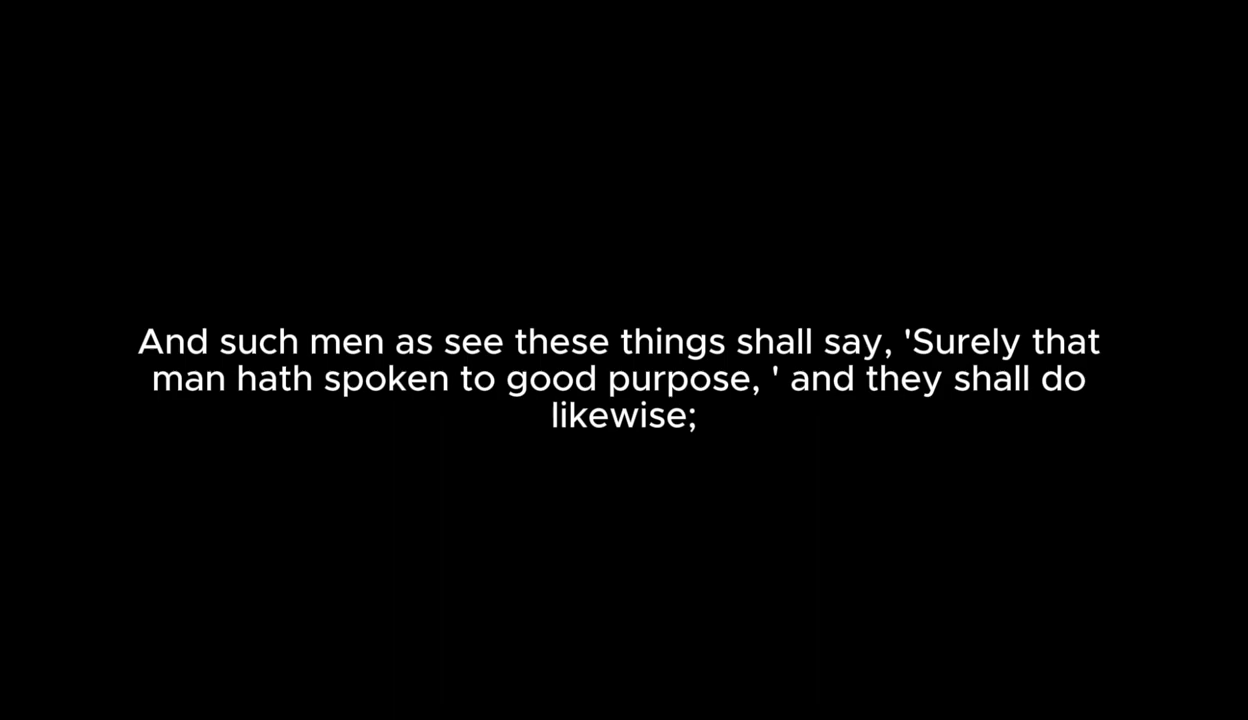 And such men as see these things shall say, 'Surely that
man hath spoken to good purpose, ' and they shall do
likewise;